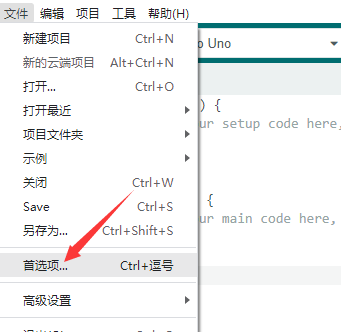 文件 编辑 项目 工具 帮助(H)
新建项目 Ctrl+N
新的云端项目 Alt+Ctrl+N
o Uno
打开... Ctrl+O
打开最近
) {
项目文件夹
ur setup code here,
示例
关闭 Ctrl+W
Save Ctrl+S
{
另存为... Ctrl+Shift+S
ur main code here,
首选项... Ctrl+逗号
高级设置